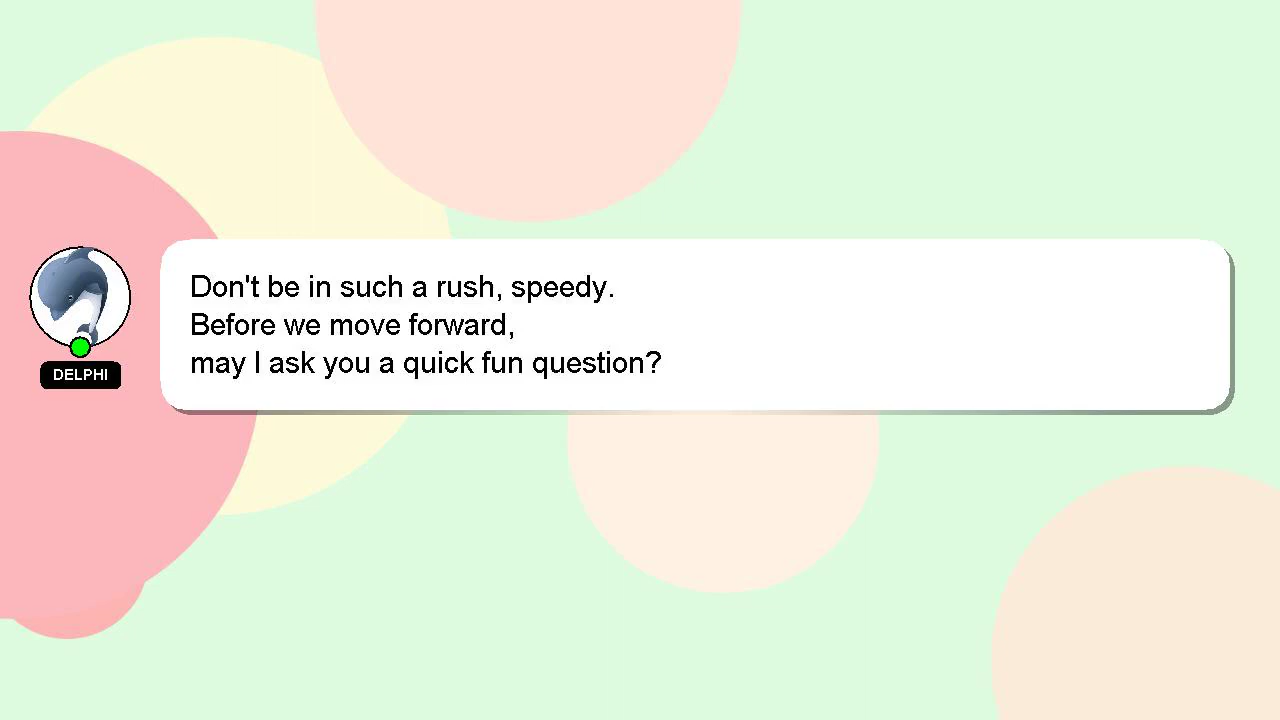 Don't be in such a rush, speedy.
Before we move forward,
may I ask you a quick fun question?
DELPHI